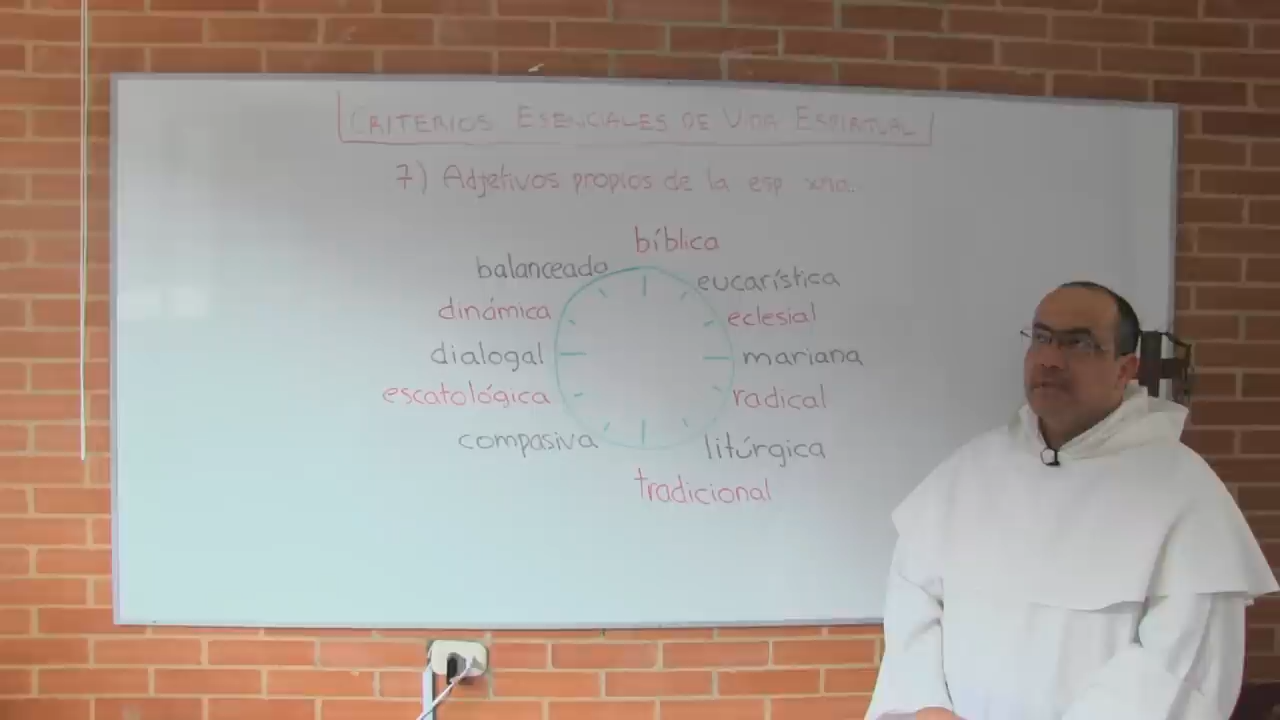 CRITERIOS ESENCIALES DE VIDA ESPIRITUAL
7) Adjetivos propios de la esp xna.
bíblica
balanceado
eucarística
dinámica
eclesial
dialogal
mariana
escatológica
radical
compasiva
litúrgica
tradicional